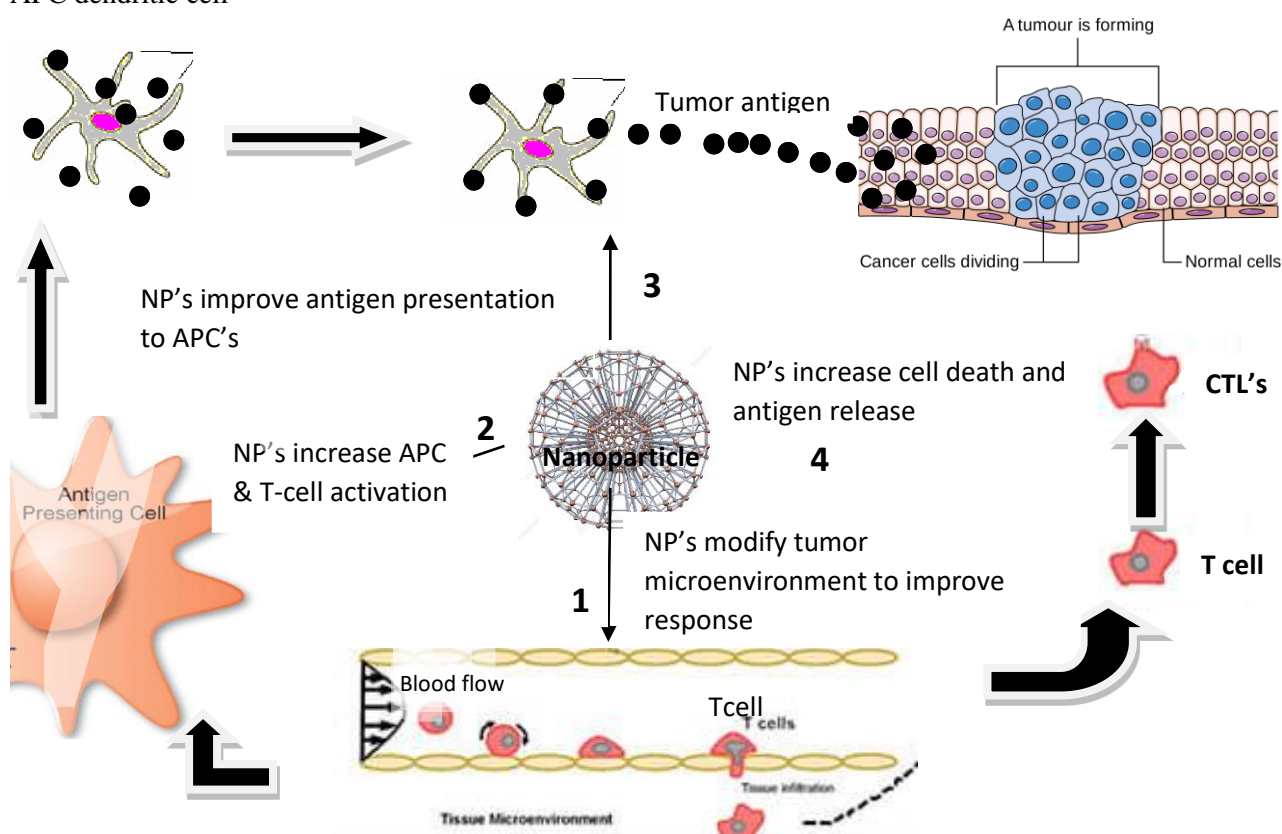 APC dendritic cell
A tumour is forming
Tumor antigen
Cancer cells dividing
Normal cells
3
NP's improve antigen presentation
to APC's
NP's increase cell death and
antigen release
4
CTL's
2
NP's increase APC
& T-cell activation
Nanoparticle
Antigen
Presenting Cell
T cell
NP's modify tumor
microenvironment to improve
response
1
Blood flow
Tcell
T cells
Tissue infiltration
Tissue Microenvironment